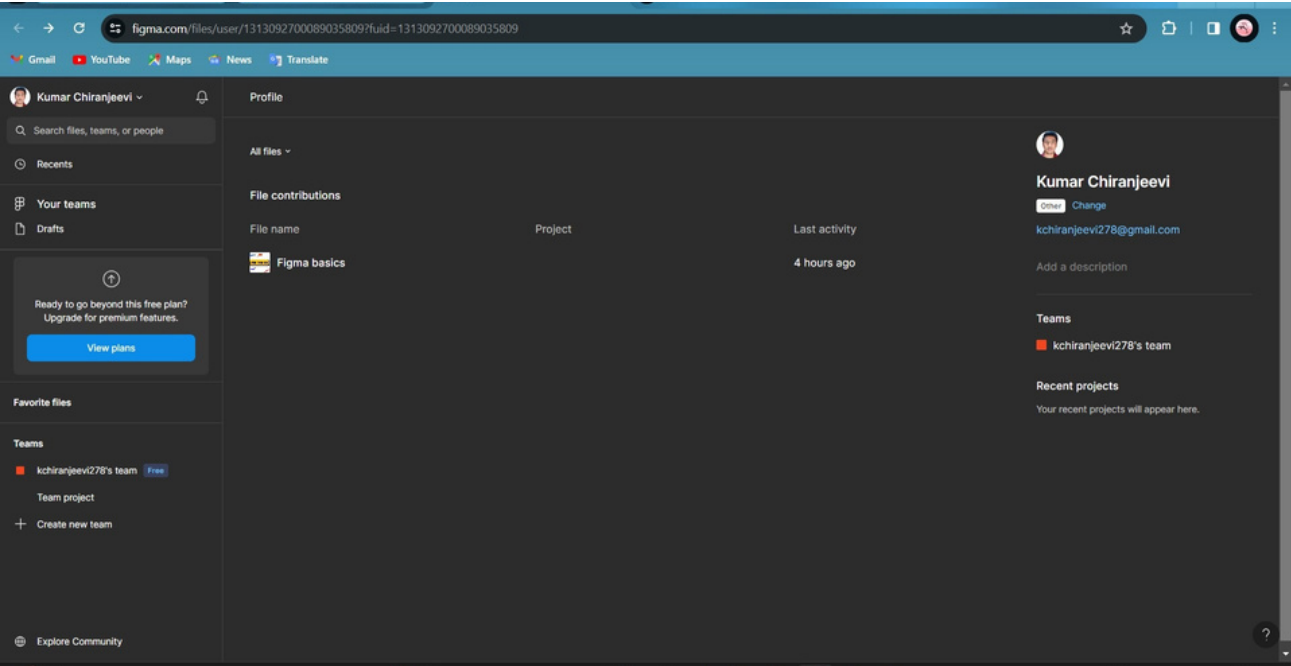 figma.com/files/user/1313092700089035809?fuid=1313092700089035809
Gmail YouTube Maps News Translate
Kumar Chiranjeevi
Search files, teams, or people
Recents
Your teams
Drafts
Ready to go beyond this free plan?
Upgrade for premium features.
View plans
Favorite files
Teams
kchiranjeevi278's team Free
Team project
Create new team
Explore Community
Profile
All files
File contributions
File name Project Last activity
Figma basics 4 hours ago
Kumar Chiranjeevi
Other Change
kchiranjeevi278@gmail.com
Add a description
Teams
kchiranjeevi278's team
Recent projects
Your recent projects will appear here.
?